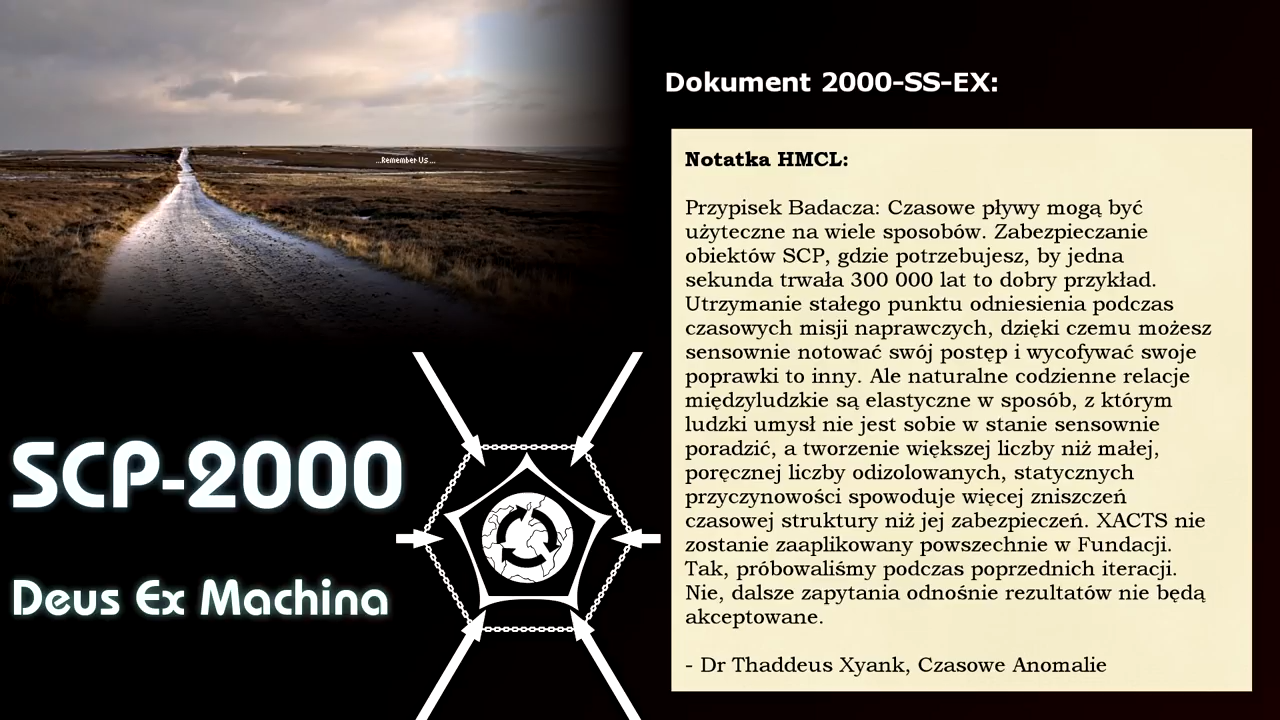 ...Remember Us...
SCP-2000
Deus Ex Machina
Dokument 2000-SS-EX:
Notatka HMCL:
Przypisek Badacza: Czasowe pływy mogą być
użyteczne na wiele sposobów. Zabezpieczanie
obiektów SCP, gdzie potrzebujesz, by jedna
sekunda trwała 300 000 lat to dobry przykład.
Utrzymanie stałego punktu odniesienia podczas
czasowych misji naprawczych, dzięki czemu możesz
sensownie notować swój postęp i wycofywać swoje
poprawki to inny. Ale naturalne codzienne relacje
międzyludzkie są elastyczne w sposób, z którym
ludzki umysł nie jest sobie w stanie sensownie
poradzić, a tworzenie większej liczby niż małej,
poręcznej liczby odizolowanych, statycznych
przyczynowości spowoduje więcej zniszczeń
czasowej struktury niż jej zabezpieczeń. XACTS nie
zostanie zaaplikowany powszechnie w Fundacji.
Tak, próbowaliśmy podczas poprzednich iteracji.
Nie, dalsze zapytania odnośnie rezultatów nie będą
akceptowane.
- Dr Thaddeus Xyank, Czasowe Anomalie